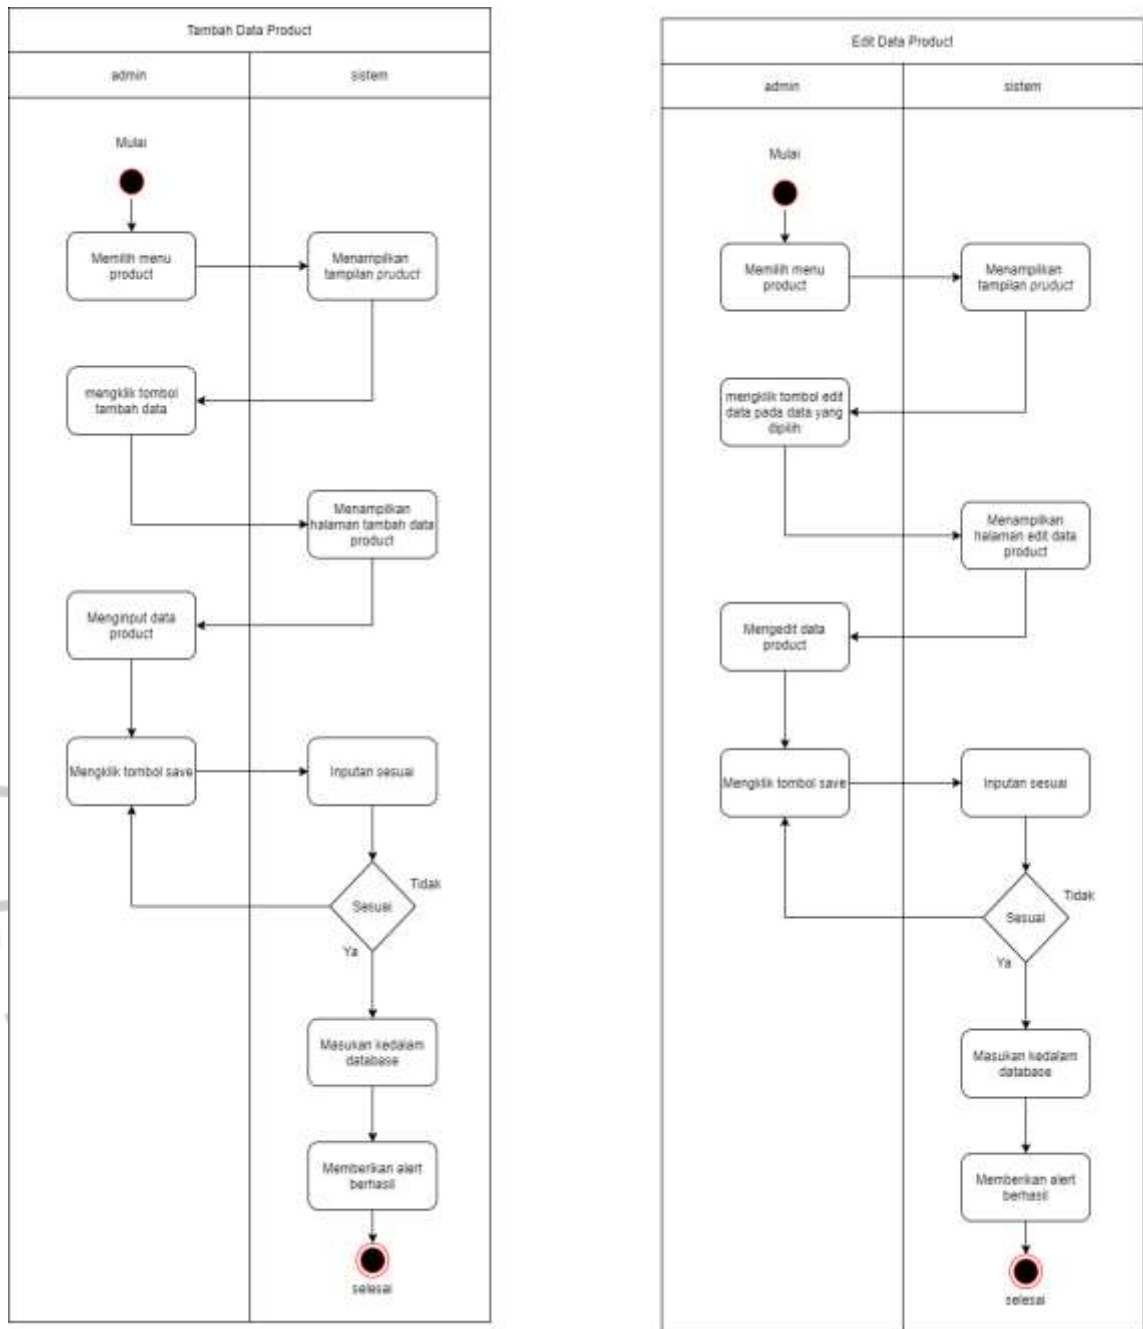 Tambah Data Product
admin
sistem
Mulai
Memilih menu
product
Menampilkan
tampilan pruduct
mengklik tombol
tambah data
Menampilkan
halaman tambah data
product
Menginput data
product
Mengklik tombol save
Inputan sesuai
Tidak
Sesuai
Ya
Masukan kedalam
database
Memberikan alert
berhasil
selesai
Edit Data Product
admin
sistem
Mulai
Memilih menu
product
Menampilkan
tampilan pruduct
mengklik tombol edit
data pada data yang
dipilih
Menampilkan
halaman edit data
product
Mengedit data
product
Mengklik tombol save
Inputan sesuai
Tidak
Sesuai
Ya
Masukan kedalam
database
Memberikan alert
berhasil
selesai